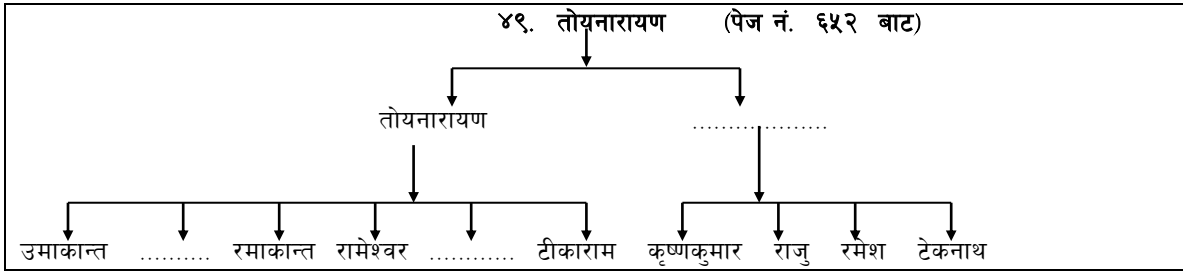 ४९. तोयनारायण (पेज नं. ६५२ बाट)
तोयनारायण ...................
उमाकान्त .......... रमाकान्त रामेश्वर ............ टीकाराम कृष्णकुमार राजु रमेश टेकनाथ